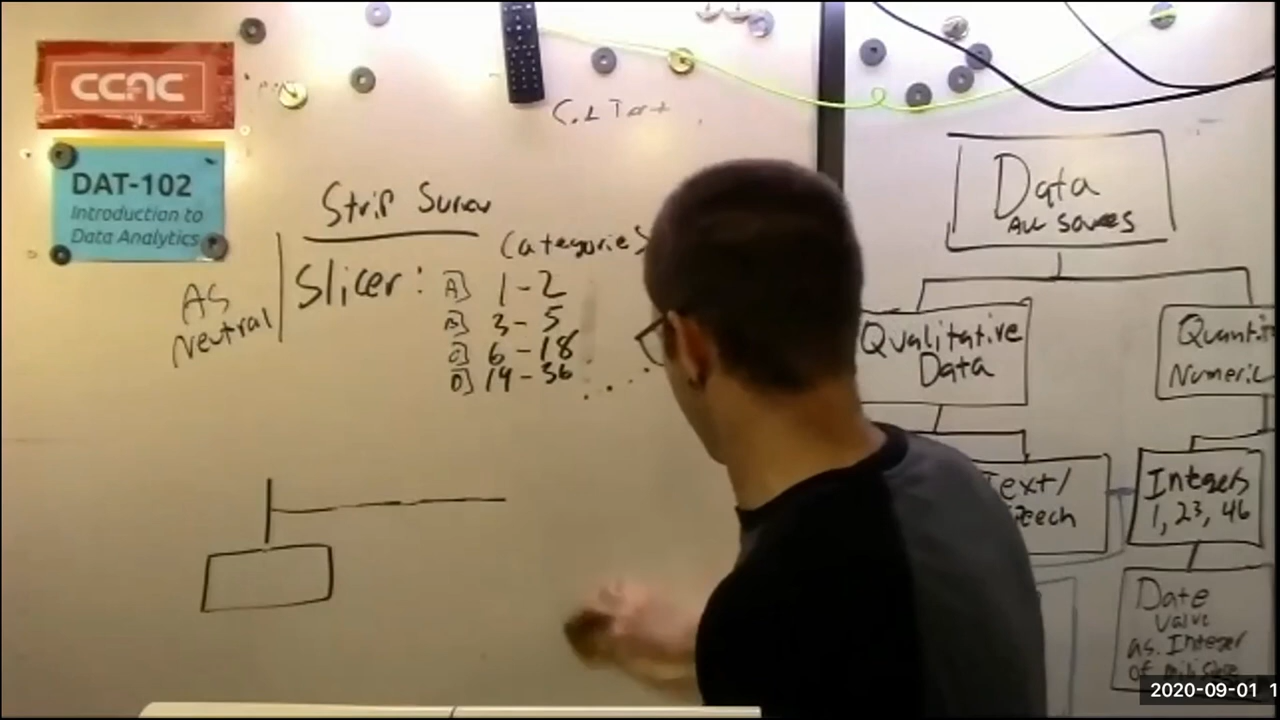 CCAC
DAT-102
Introduction to
Data Analytics
Strip
Categories
AS
Neutral
Slicer:
A] 1-2
B] 3-5
C] 6-18
D] 19-36
Data
All Sources
Qualitative
Data
Numeric
Text/
Integers
1, 23, 46
Date
Value
as Integer
of
2020-09-01